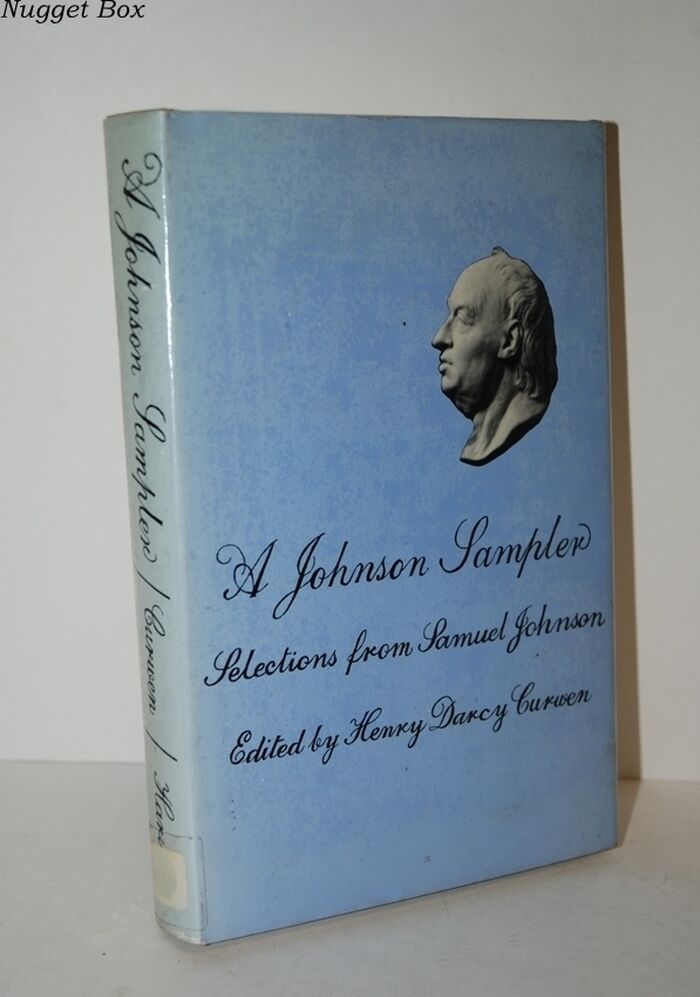 Nugget Box
A Johnson Sampler
Selections from Samuel Johnson
Edited by Henry Darcy Curwen
A Johnson Sampler / Curwen /